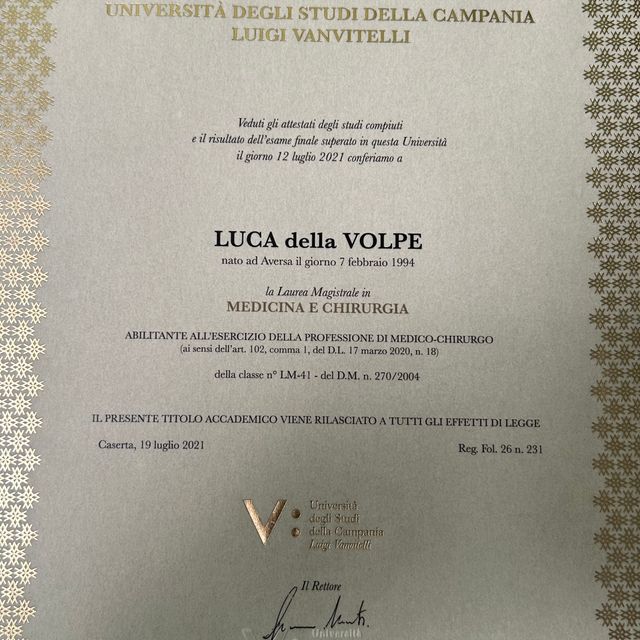 UNIVERSITÀ DEGLI STUDI DELLA CAMPANIA
LUIGI VANVITELLI
Veduti gli attestati degli studi compiuti
e il risultato dell'esame finale superato in questa Università
il giorno 12 luglio 2021 conferiamo a
LUCA della VOLPE
nato ad Aversa il giorno 7 febbraio 1994
la Laurea Magistrale in
MEDICINA E CHIRURGIA
ABILITANTE ALL'ESERCIZIO DELLA PROFESSIONE DI MEDICO-CHIRURGO
(ai sensi dell'art. 102, comma 1, del D.L. 17 marzo 2020, n. 18)
della classe n° LM-41 - del D.M. n. 270/2004
IL PRESENTE TITOLO ACCADEMICO VIENE RILASCIATO A TUTTI GLI EFFETTI DI LEGGE
Caserta, 19 luglio 2021
Reg. Fol. 26 n. 231
V:
Università
degli Studi
della Campania
Luigi Vanvitelli
Il Rettore
Università